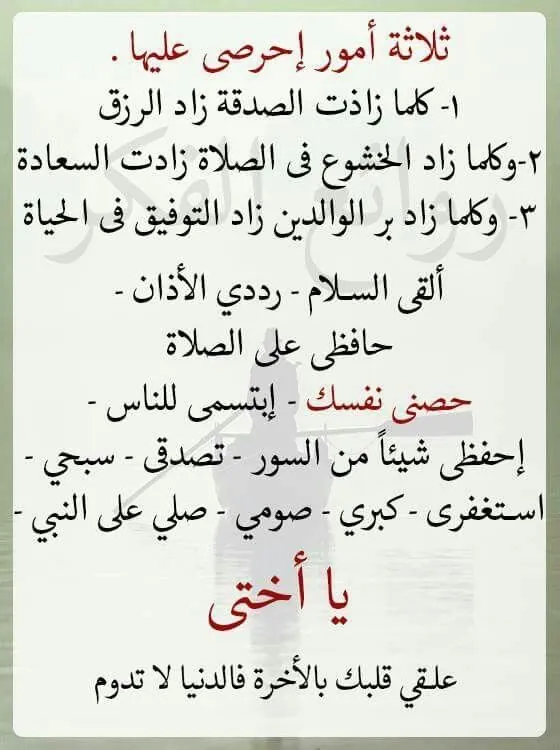 ثلاثة أمور إحرصى عليها .
١- كلما زاذت الصدقة زاد الرزق
٢-وكلما زاد الخشوع فى الصلاة زادت السعادة
٣- وكلما زاد بر الوالدين زاد التوفيق فى الحياة
روائع الفكر
ألقى السلام - رددي الأذان -
حافظى على الصلاة
حصنى نفسك - إبتسمى للناس -
إحفظى شيئاً من السور - تصدقى - سبحي -
استغفرى - كبري - صومي - صلي على النبي -
يا أختى
علقي قلبك بالأخرة فالدنيا لا تدوم